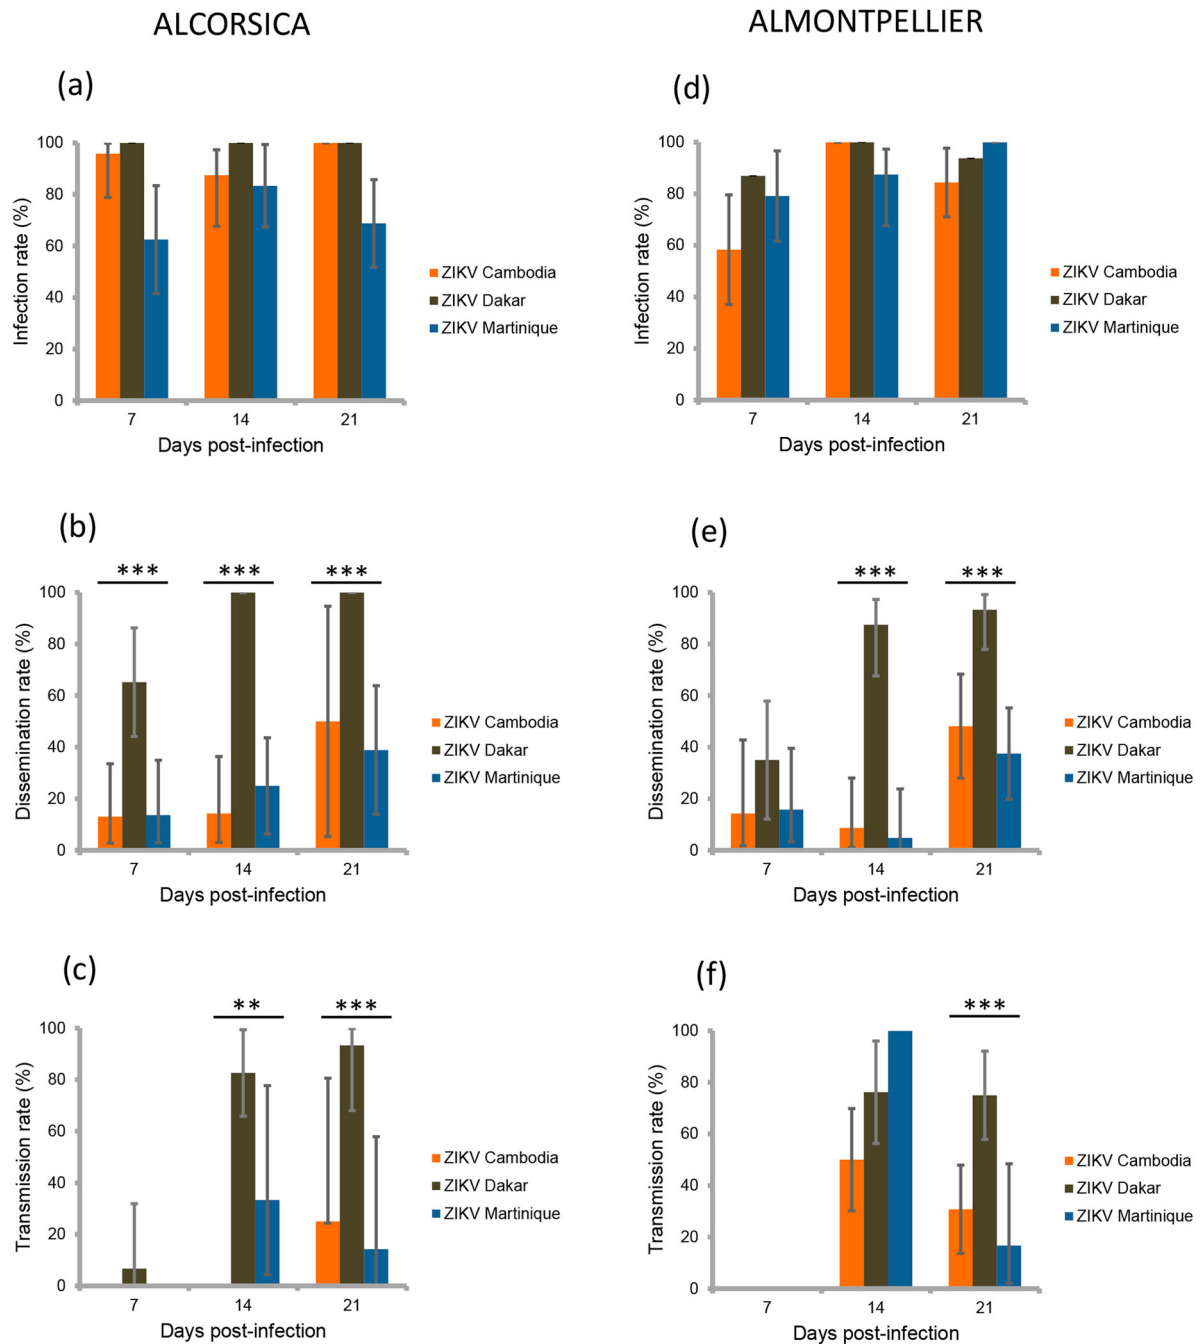 ALCORSICA
ALMONTPELLIER
(a)
Infection rate (%)
100
80
60
40
20
0
7
14
21
Days post-infection
ZIKV Cambodia
ZIKV Dakar
ZIKV Martinique
(d)
Infection rate (%)
100
80
60
40
20
0
7
14
21
Days post-infection
ZIKV Cambodia
ZIKV Dakar
ZIKV Martinique
(b)
***
***
***
Dissemination rate (%)
100
80
60
40
20
0
7
14
21
Days post-infection
ZIKV Cambodia
ZIKV Dakar
ZIKV Martinique
(e)
***
***
Dissemination rate (%)
100
80
60
40
20
0
7
14
21
Days post-infection
ZIKV Cambodia
ZIKV Dakar
ZIKV Martinique
(c)
**
***
Transmission rate (%)
100
80
60
40
20
0
7
14
21
Days post-infection
ZIKV Cambodia
ZIKV Dakar
ZIKV Martinique
(f)
***
Transmission rate (%)
100
80
60
40
20
0
7
14
21
Days post-infection
ZIKV Cambodia
ZIKV Dakar
ZIKV Martinique